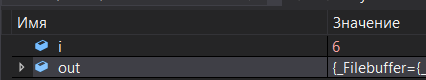 Имя Значение
i 6
out {_Filebuffer={_